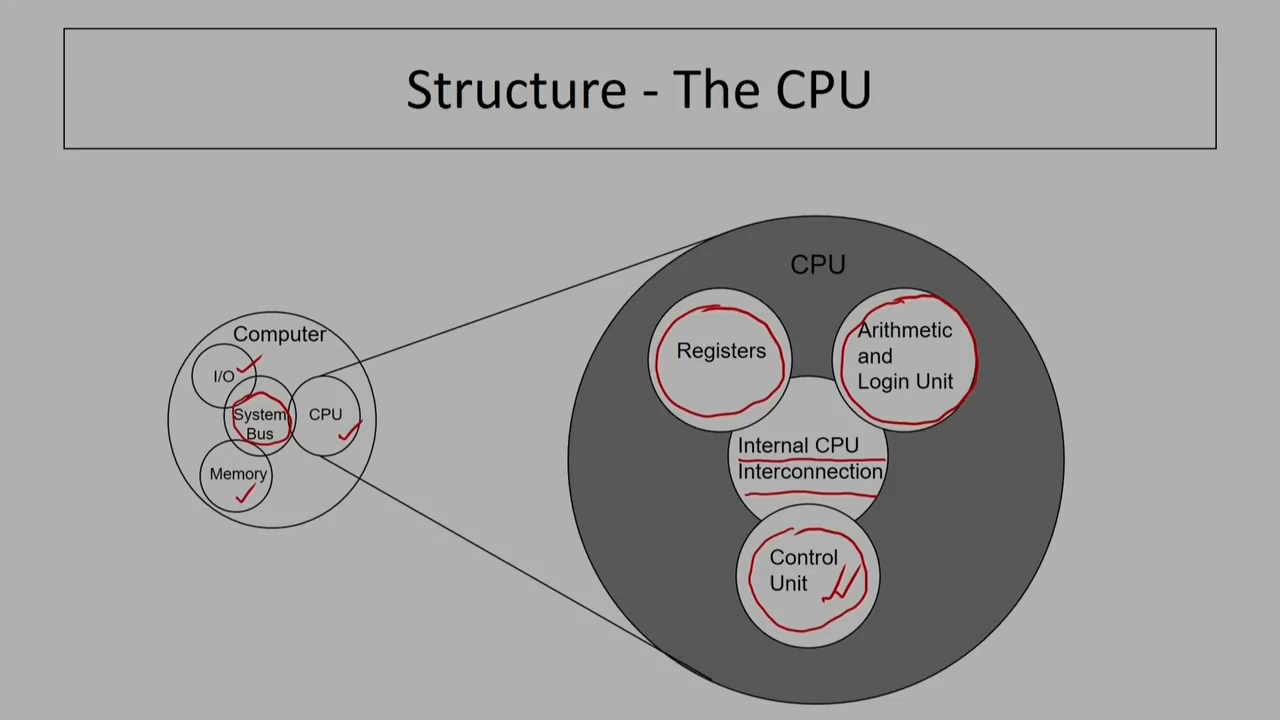 Structure - The CPU
Computer
I/O
System
Bus
CPU
Memory
CPU
Registers
Arithmetic
and
Login Unit
Internal CPU
Interconnection
Control
Unit